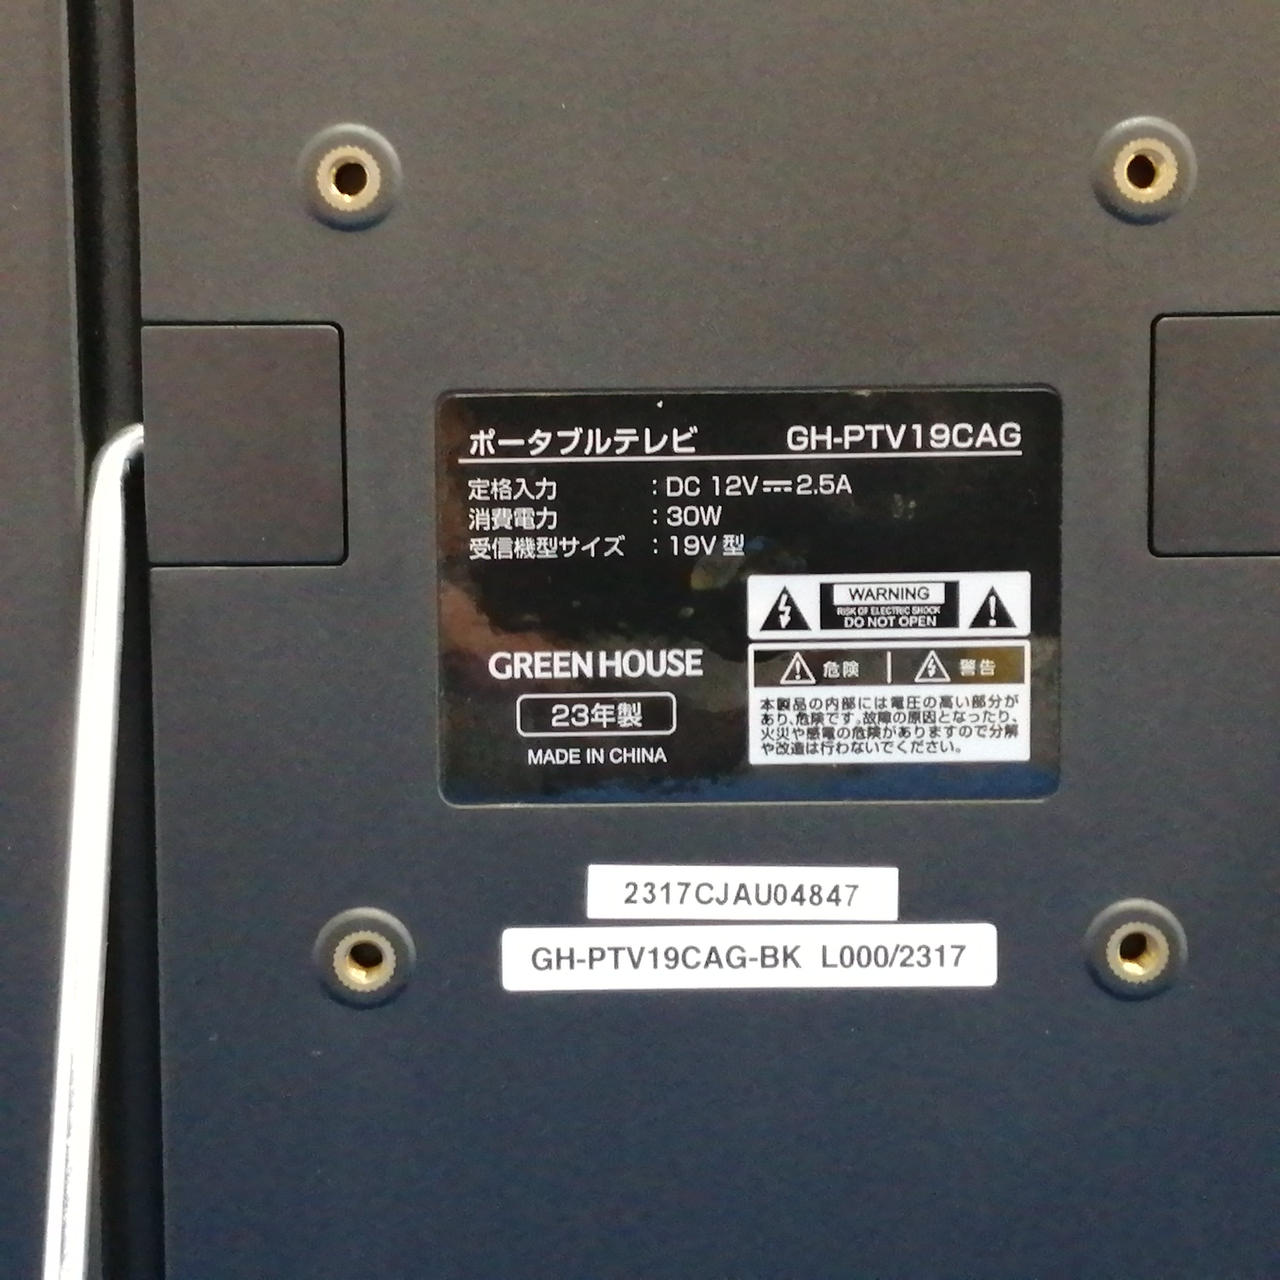 ポータブルテレビ GH-PTV19CAG
定格入力 : DC 12V⎓2.5A
消費電力 : 30W
受信機型サイズ : 19V 型
WARNING
RISK OF ELECTRIC SHOCK
DO NOT OPEN
GREEN HOUSE
23年製
MADE IN CHINA
危険 | 警告
本製品の内部には電圧の高い部分が
あり、危険です。故障の原因となったり、
火災や感電の危険がありますので分解
や改造は行わないでください。
2317CJAU04847
GH-PTV19CAG-BK L000/2317